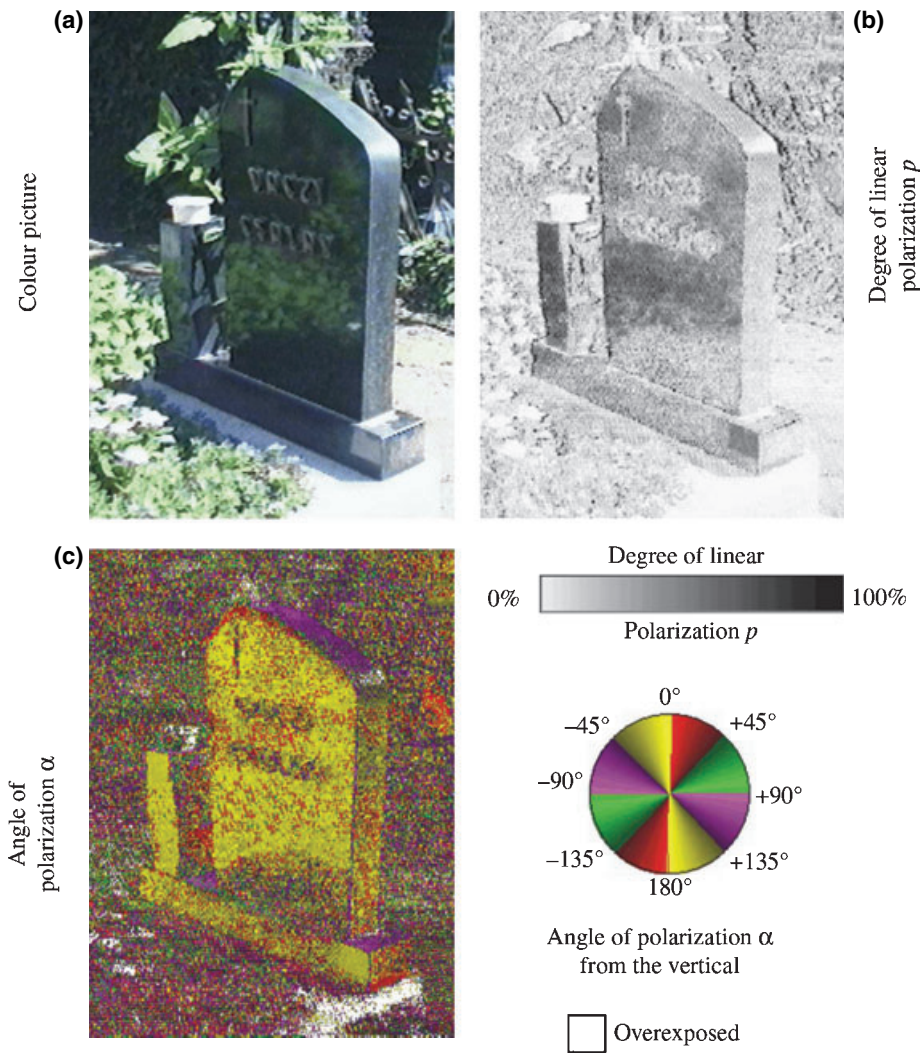 (a)
(b)
Colour picture
Degree of linear
polarization p
(c)
Angle of
polarization α
Degree of linear
0%
100%
Polarization p
0°
+45°
+90°
+135°
180°
−135°
−90°
−45°
Angle of polarization α
from the vertical
Overexposed